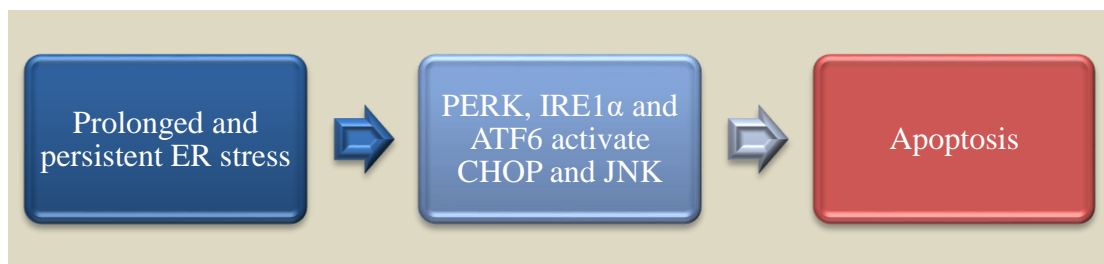 Prolonged and
persistent ER stress
PERK, IRE1α and
ATF6 activate
CHOP and JNK
Apoptosis